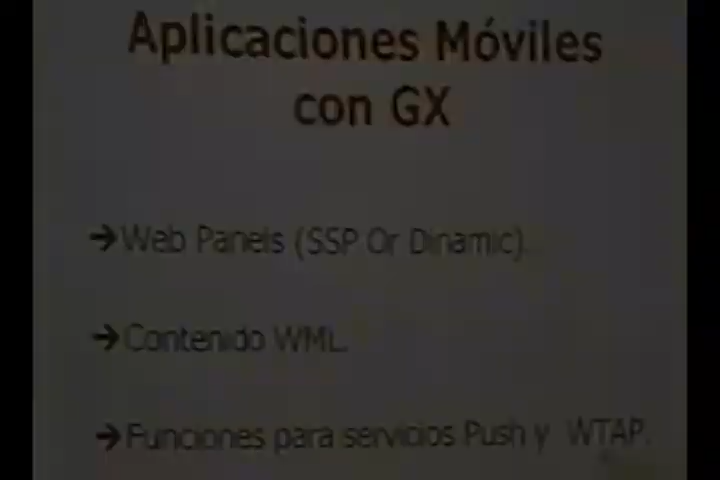 Aplicaciones Móviles
con GX
→Web Panels (SSP Or Dinamic).
→Contenido WML.
→Funciones para servicios Push y WTAP.